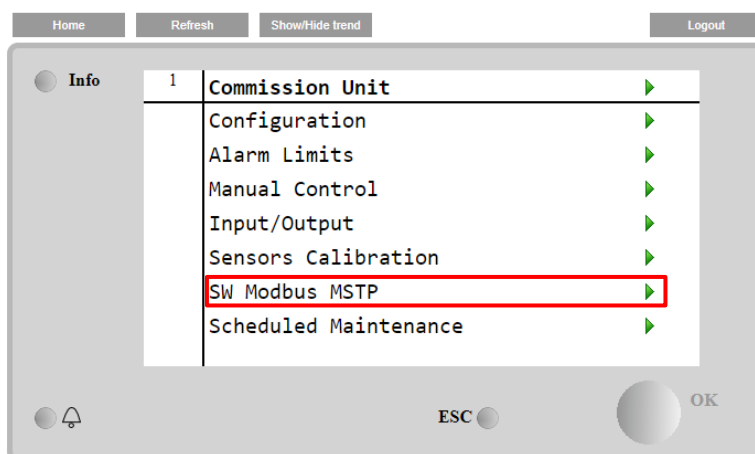 Home Refresh Show/Hide trend Logout
Info
1 Commission Unit
Configuration
Alarm Limits
Manual Control
Input/Output
Sensors Calibration
SW Modbus MSTP
Scheduled Maintenance
ESC OK